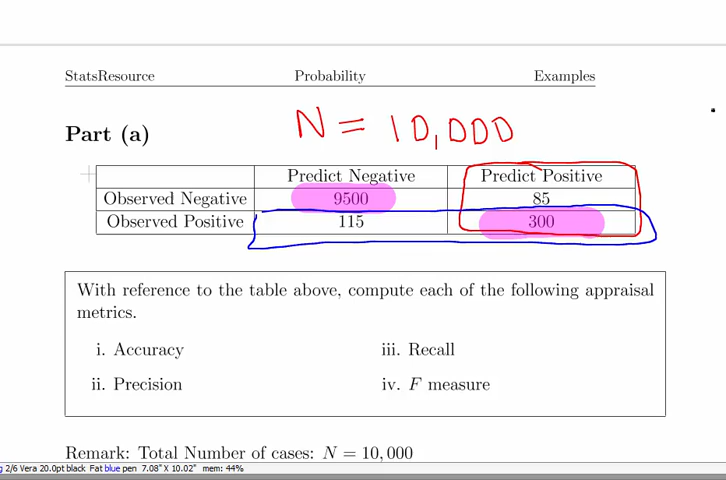 StatsResource Probability Examples
Part (a) N = 10,000
Predict Negative Predict Positive
Observed Negative 9500 85
Observed Positive 115 300
With reference to the table above, compute each of the following appraisal
metrics.
i. Accuracy iii. Recall
ii. Precision iv. F measure
Remark: Total Number of cases: N = 10, 000
g 2/6 Vera 20.0pt black Fat blue pen 7.08" X 10.02" mem: 44%